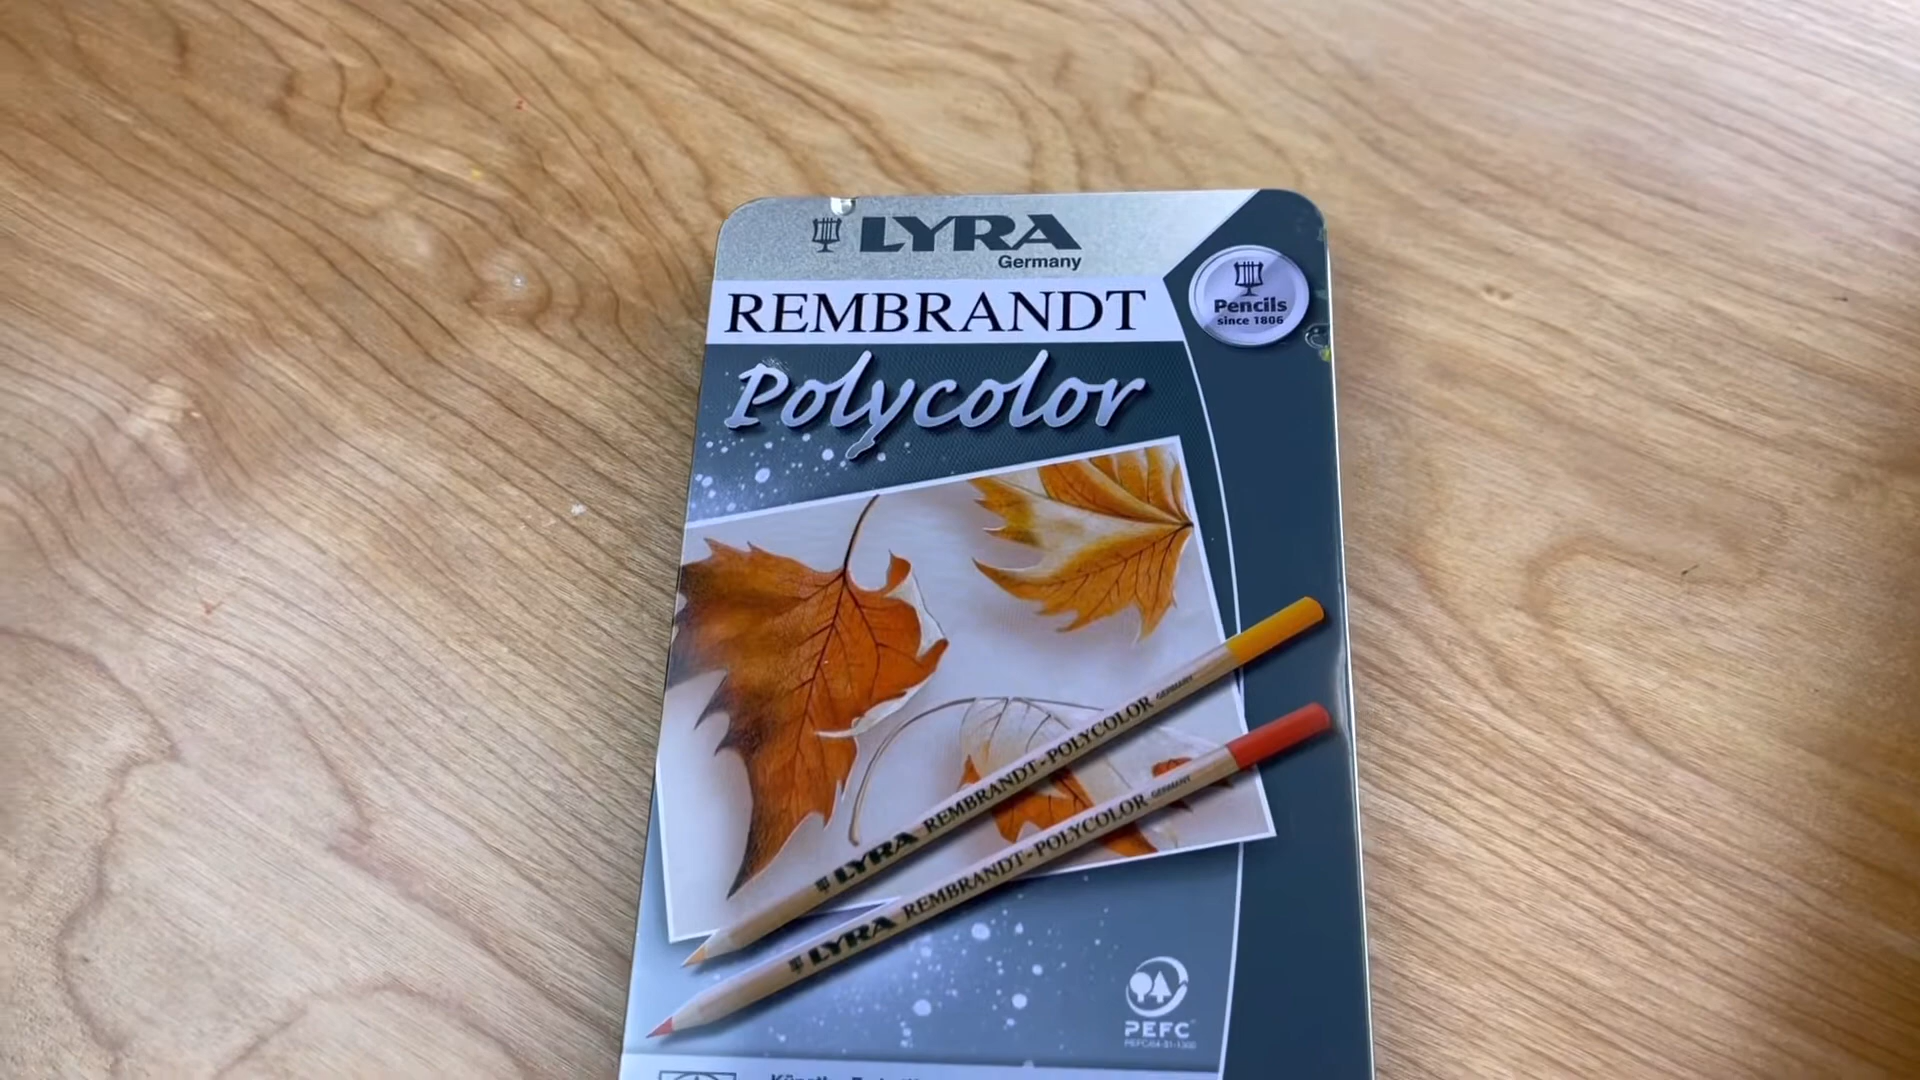 LYRA
Germany
REMBRANDT
Pencils
since 1806
Polycolor
LYRA REMBRANDT-POLYCOLOR GERMANY
LYRA REMBRANDT-POLYCOLOR GERMANY
PEFC